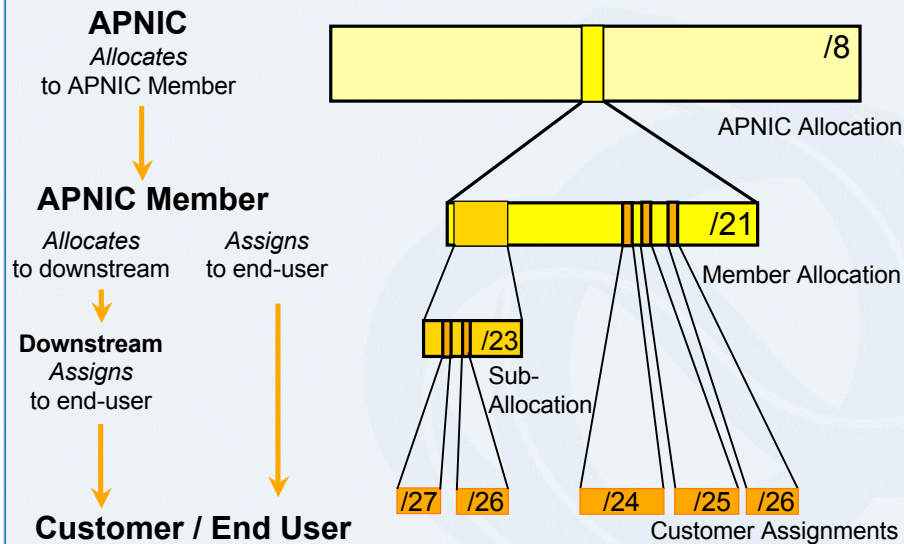 APNIC
Allocates
to APNIC Member
/8
APNIC Allocation
APNIC Member
Allocates
to downstream
Assigns
to end-user
/21
Member Allocation
Downstream
Assigns
to end-user
/23
Sub-
Allocation
/27
/26
/24
/25
/26
Customer / End User
Customer Assignments